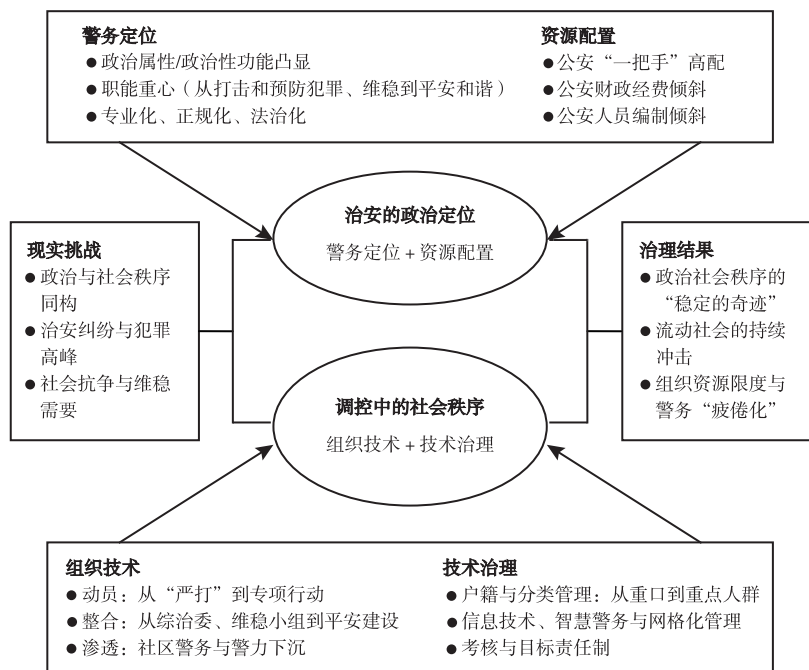 警务定位
●政治属性/政治性功能凸显
●职能重心（从打击和预防犯罪、维稳到平安和谐）
●专业化、正规化、法治化
资源配置
●公安“一把手”高配
●公安财政经费倾斜
●公安人员编制倾斜
治安的政治定位
警务定位+资源配置
现实挑战
●政治与社会秩序
同构
●治安纠纷与犯罪
高峰
●社会抗争与维稳
需要
治理结果
●政治社会秩序的
“稳定的奇迹”
●流动社会的持续
冲击
●组织资源限度与
警务“疲倦化”
调控中的社会秩序
组织技术+技术治理
组织技术
●动员：从“严打”到专项行动
●整合：从综治委、维稳小组到平安建设
●渗透：社区警务与警力下沉
技术治理
●户籍与分类管理：从重口到重点人群
●信息技术、智慧警务与网格化管理
●考核与目标责任制